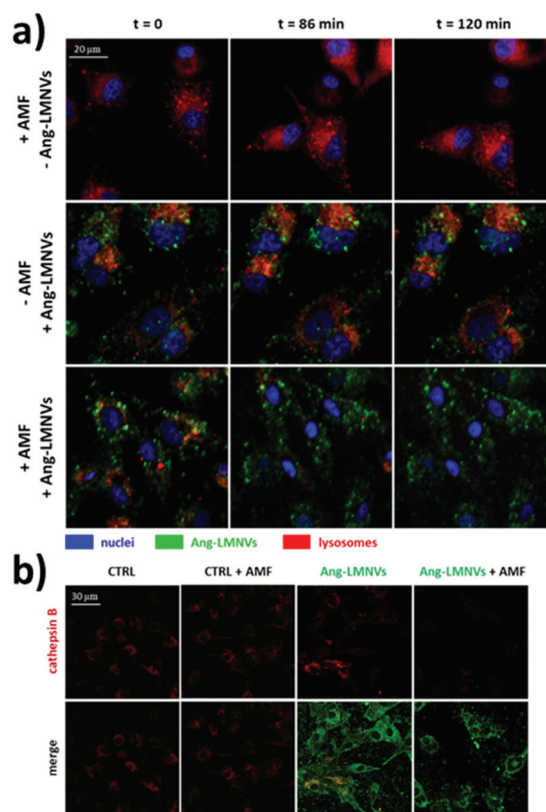 a)
t = 0 t = 86 min t = 120 min
20 µm
+ AMF
- Ang-LMNVs
- AMF
+ Ang-LMNVs
+ AMF
+ Ang-LMNVs
nuclei Ang-LMNVs lysosomes
b)
CTRL CTRL + AMF Ang-LMNVs Ang-LMNVs + AMF
30 µm
cathepsin B
merge